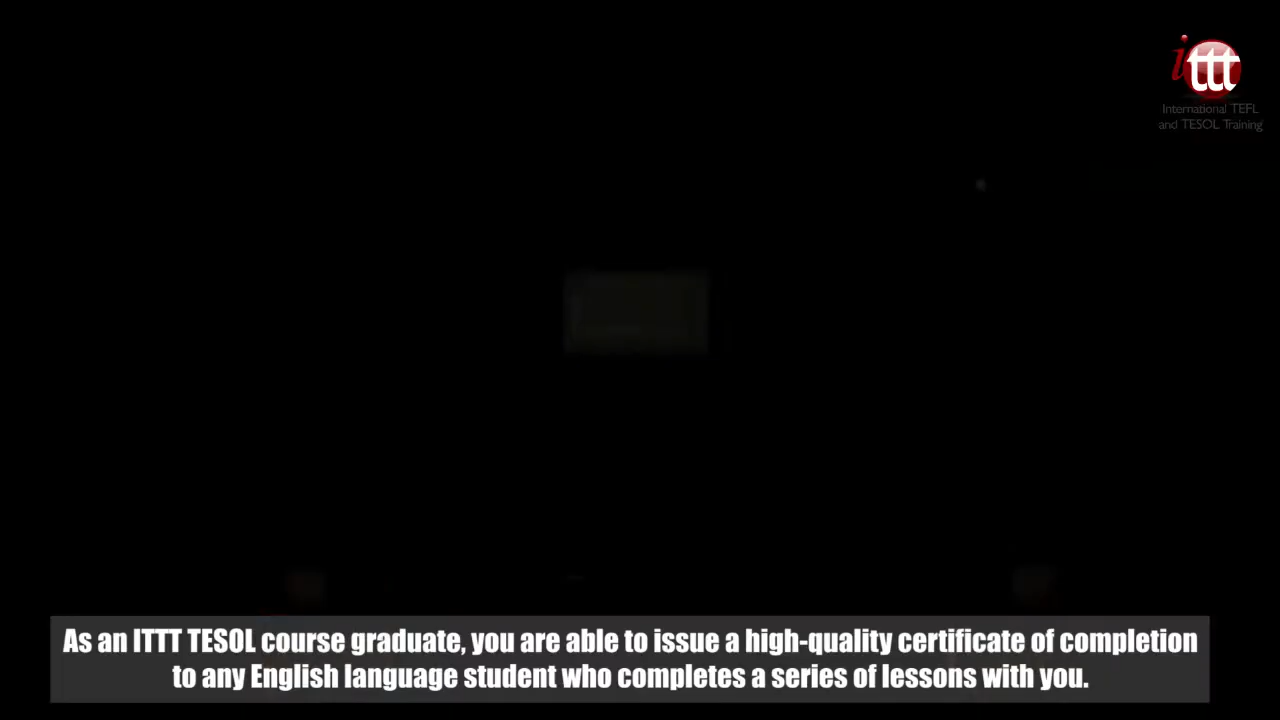 ittt
International TEFL
and TESOL Training
As an ITTT TESOL course graduate, you are able to issue a high-quality certificate of completion
to any English language student who completes a series of lessons with you.